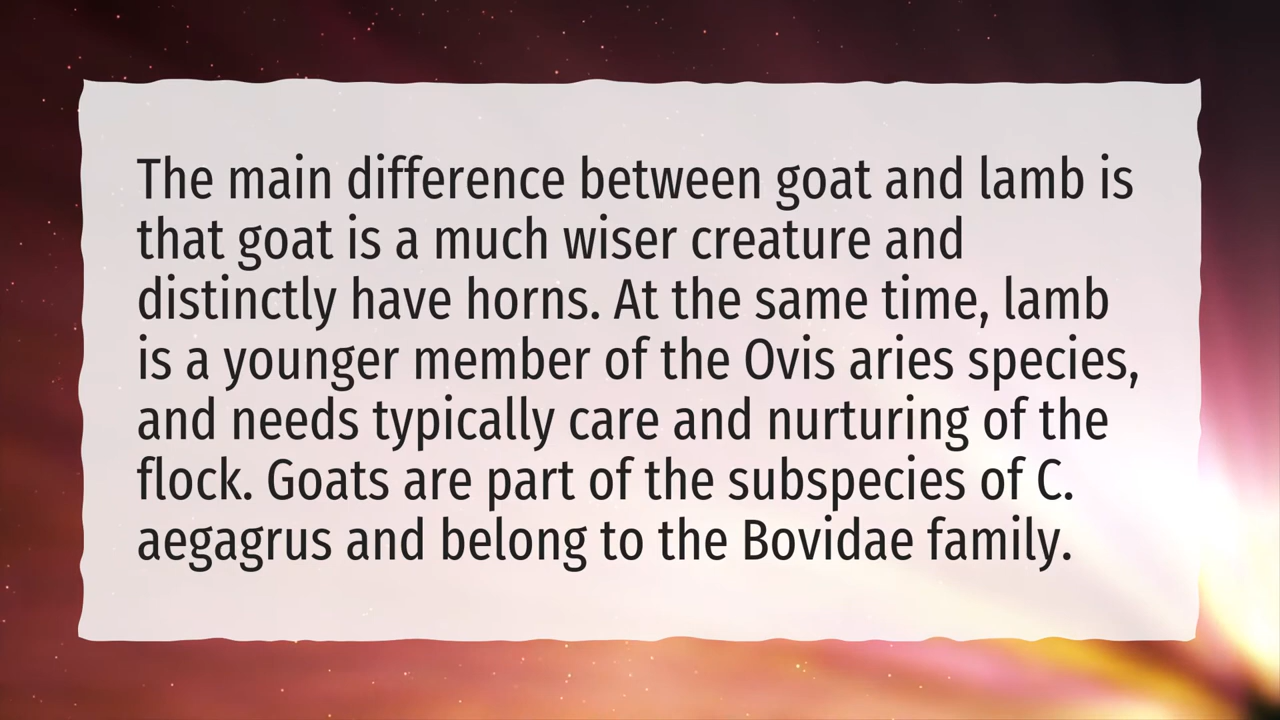 The main difference between goat and lamb is
that goat is a much wiser creature and
distinctly have horns. At the same time, lamb
is a younger member of the Ovis aries species,
and needs typically care and nurturing of the
flock. Goats are part of the subspecies of C.
aegagrus and belong to the Bovidae family.